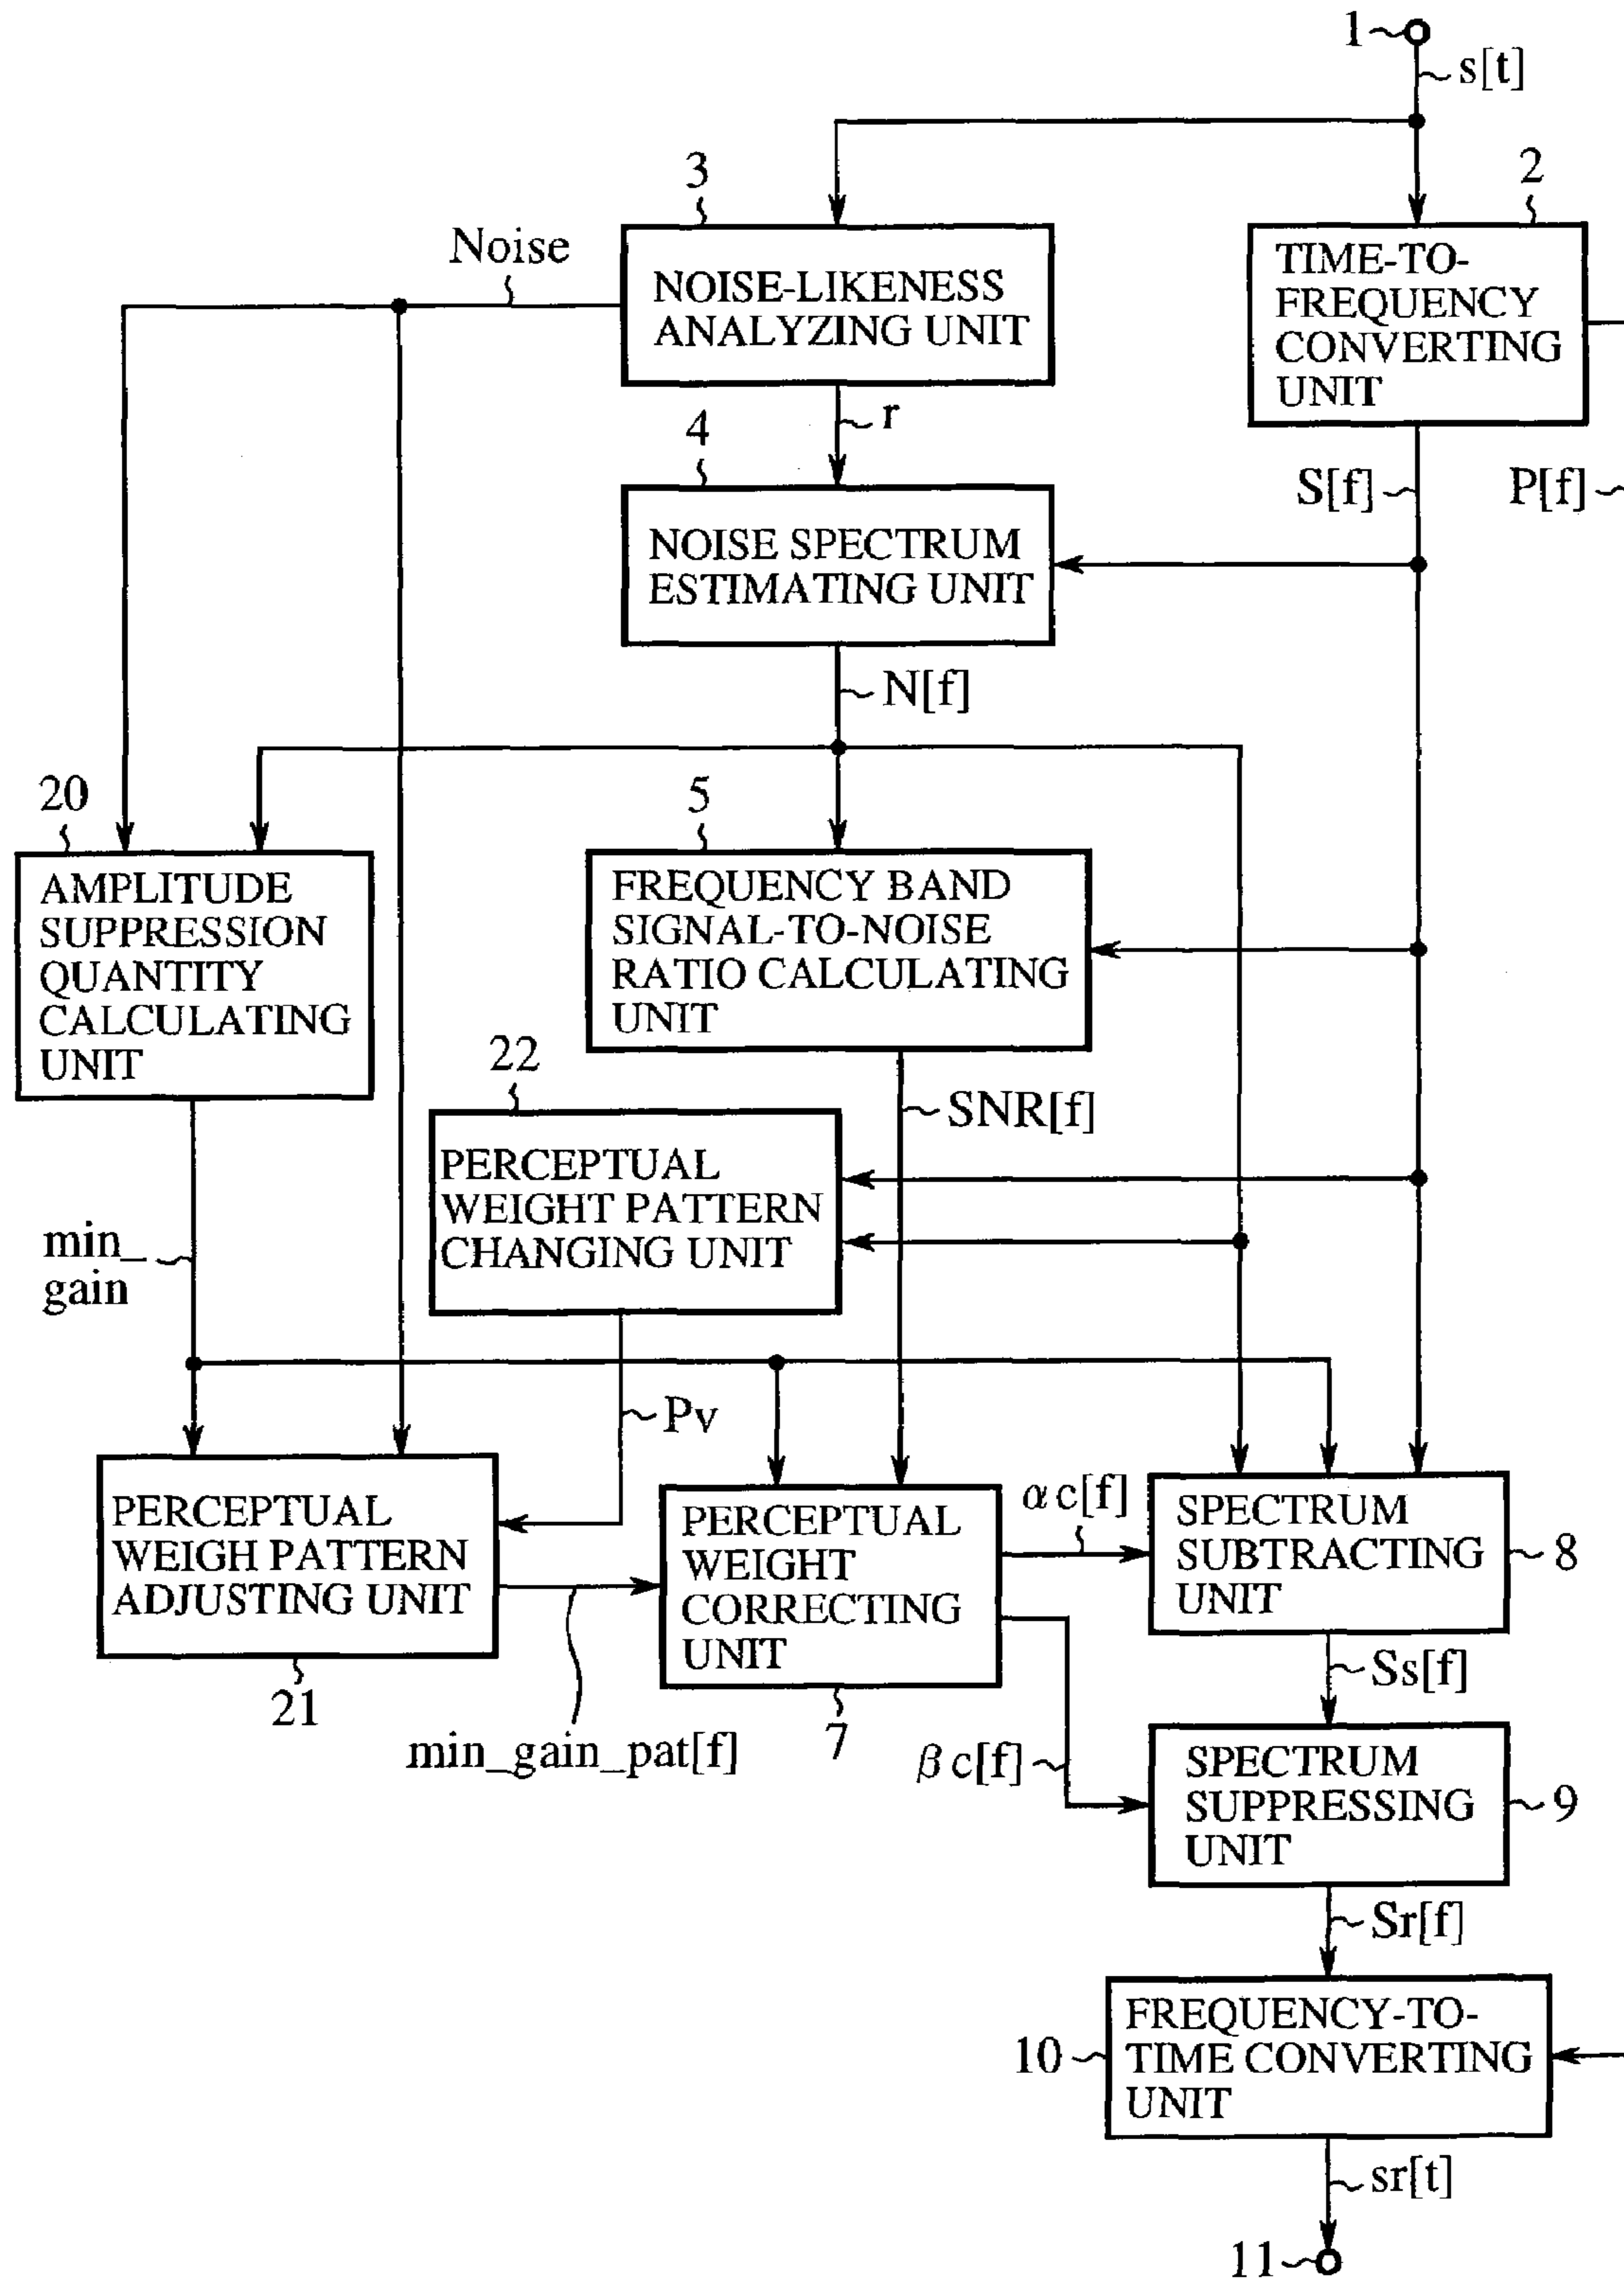 1
s[t]
3
2
Noise
NOISE-LIKENESS
ANALYZING UNIT
TIME-TO-
FREQUENCY
CONVERTING
UNIT
r
4
S[f]
P[f]
NOISE SPECTRUM
ESTIMATING UNIT
N[f]
20
5
AMPLITUDE
SUPPRESSION
QUANTITY
CALCULATING
UNIT
FREQUENCY BAND
SIGNAL-TO-NOISE
RATIO CALCULATING
UNIT
22
SNR[f]
PERCEPTUAL
WEIGHT PATTERN
CHANGING UNIT
min_
gain
Pv
PERCEPTUAL
WEIGH PATTERN
ADJUSTING UNIT
21
min_gain_pat[f]
PERCEPTUAL
WEIGHT
CORRECTING
UNIT
7
αc[f]
βc[f]
SPECTRUM
SUBTRACTING
UNIT
8
Ss[f]
SPECTRUM
SUPPRESSING
UNIT
9
Sr[f]
10
FREQUENCY-TO-
TIME CONVERTING
UNIT
sr[t]
11